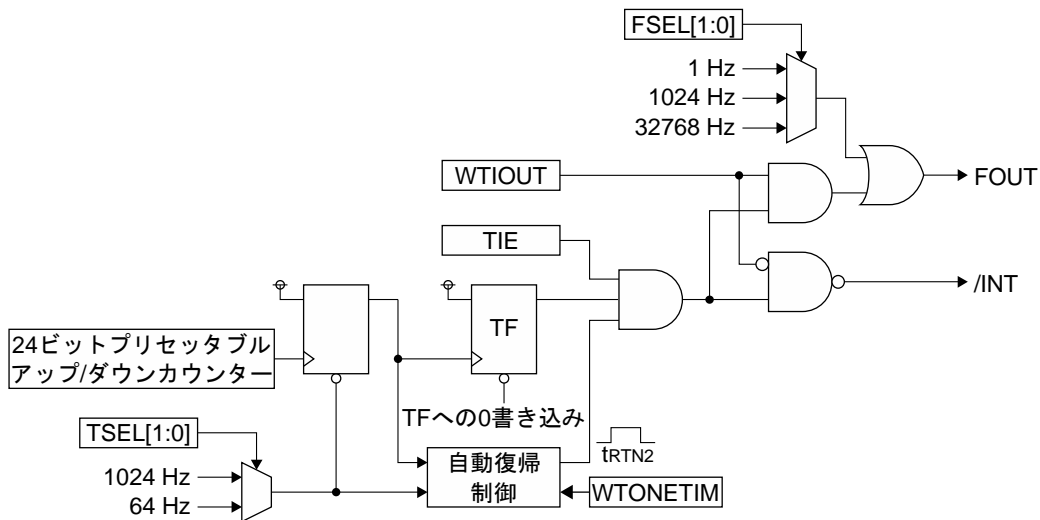 FSEL[1:0]
1 Hz
1024 Hz
32768 Hz
WTIOUT
FOUT
TIE
/INT
TF
24ビットプリセッタブル
アップ/ダウンカウンター
TFへの0書き込み
TSEL[1:0]
tRTN2
1024 Hz
64 Hz
自動復帰
制御
WTONETIM